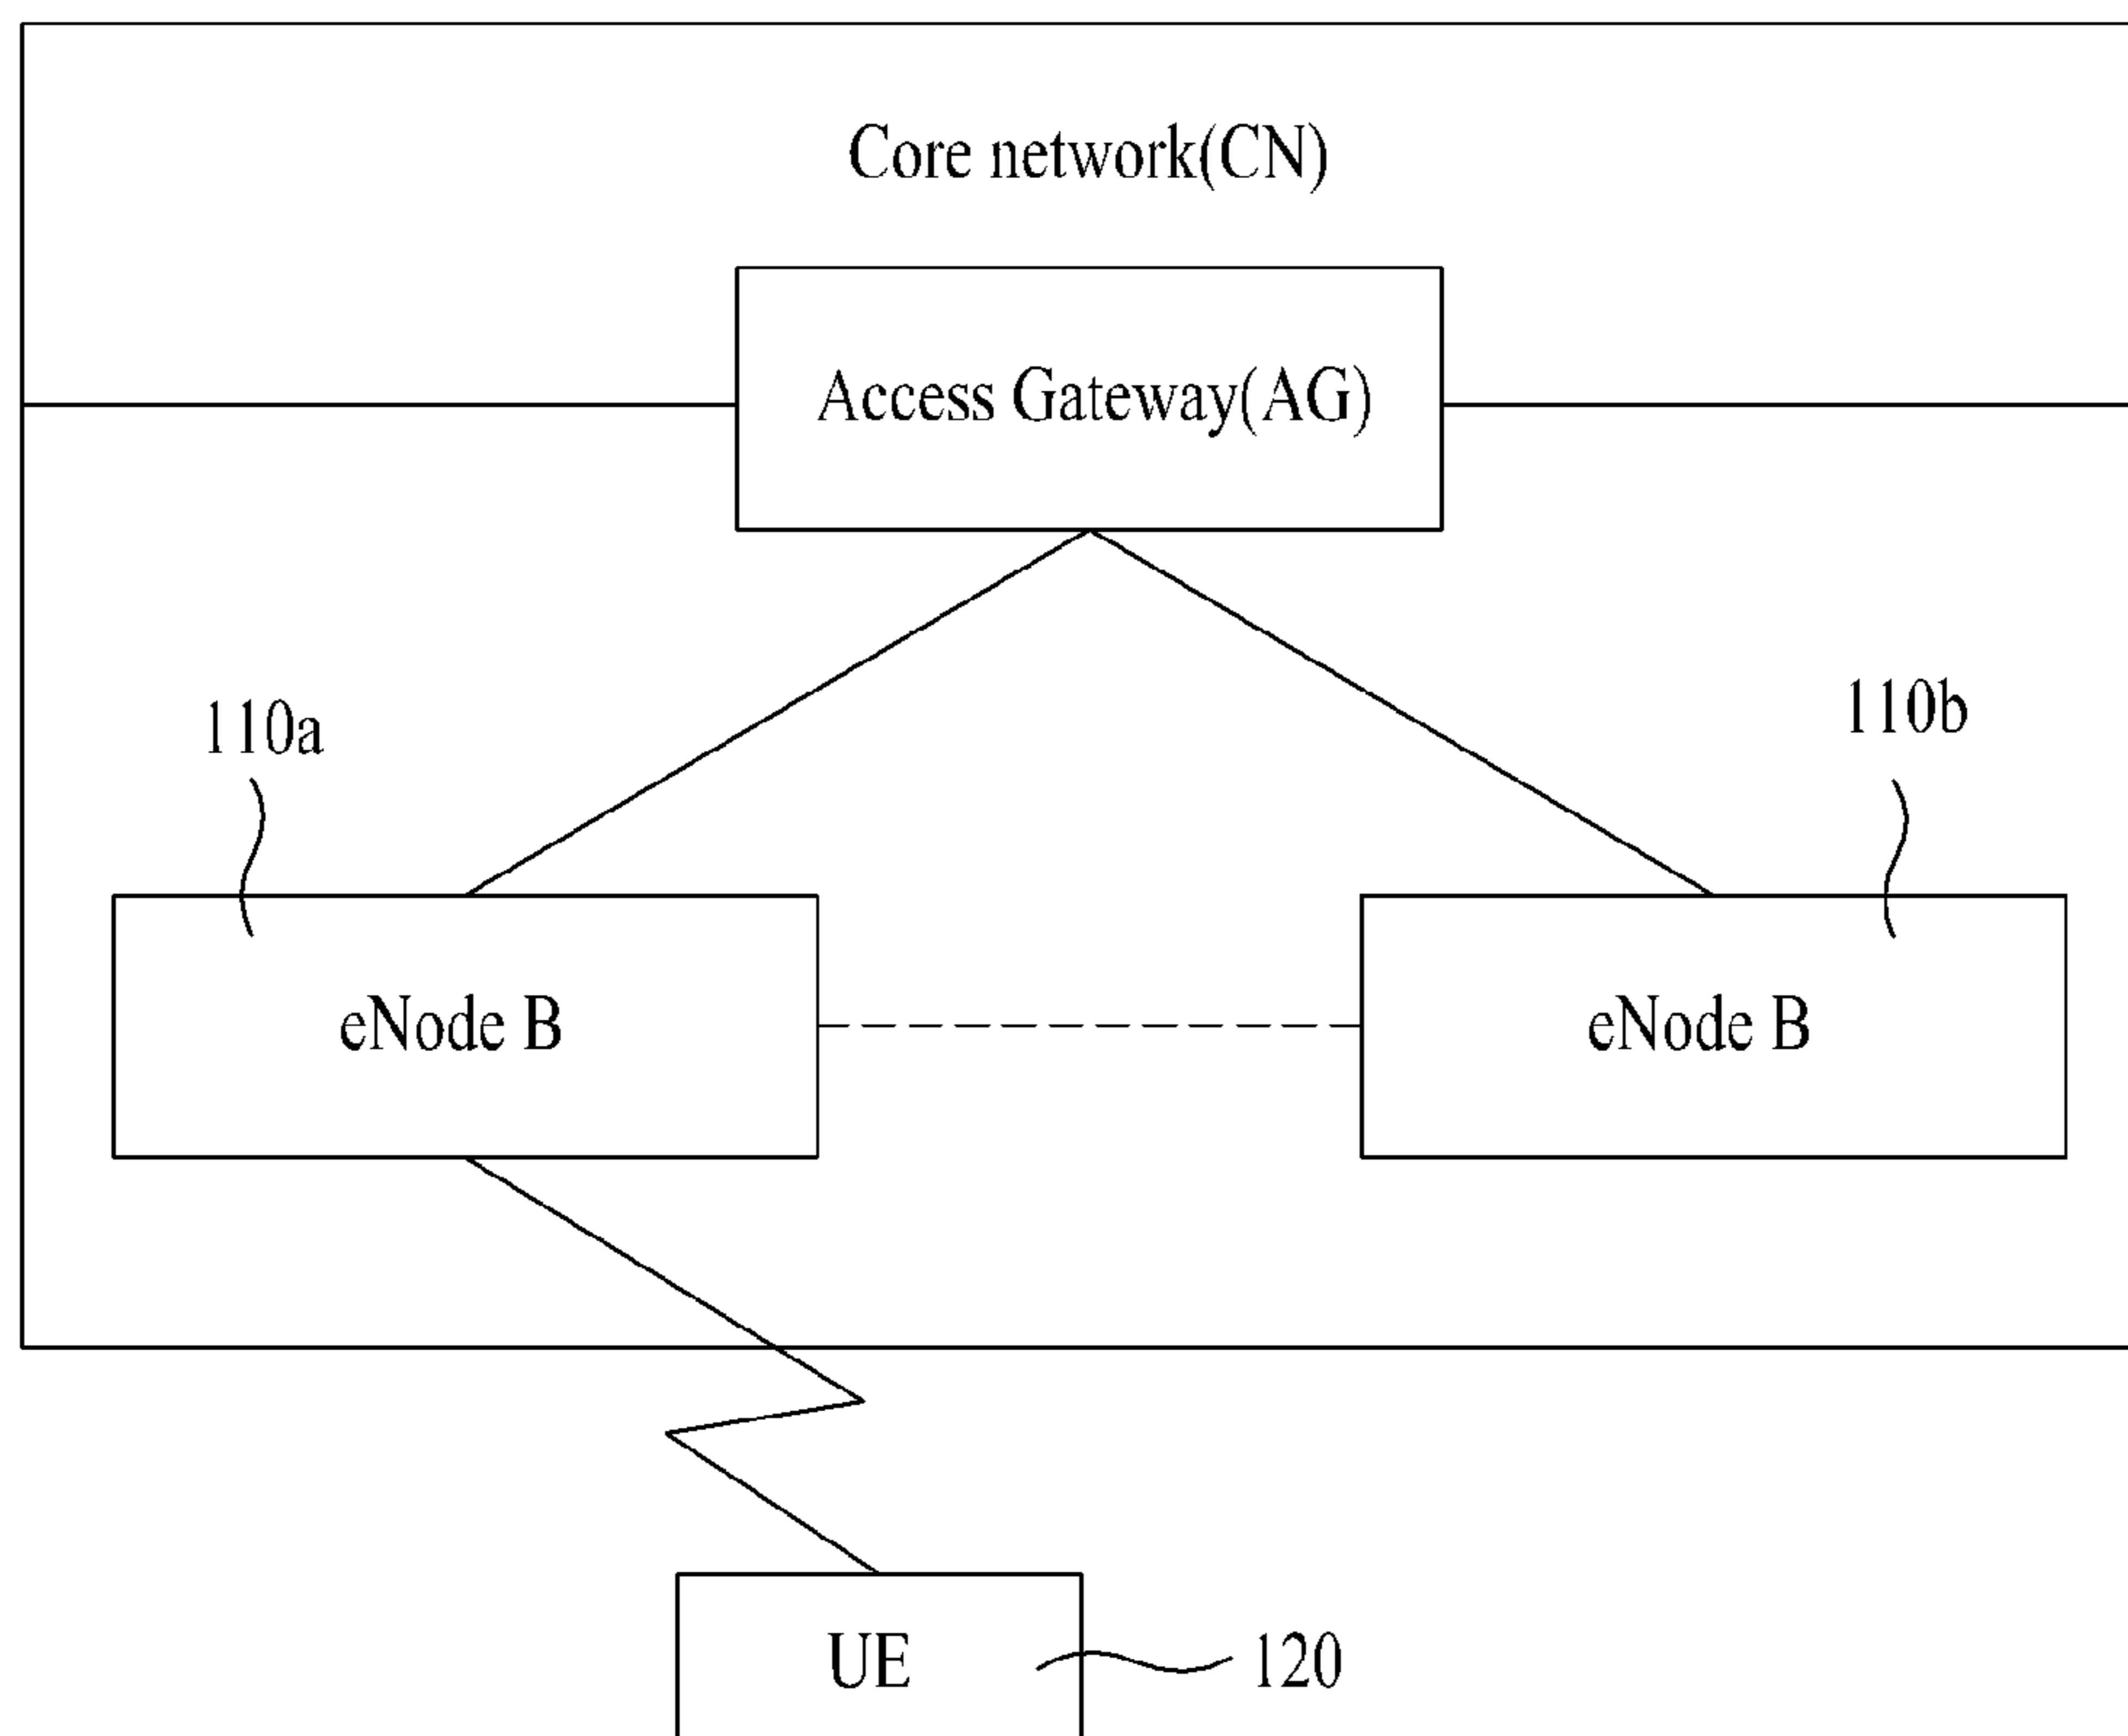 Core network(CN)
Access Gateway(AG)
110a
110b
eNode B
eNode B
UE
120